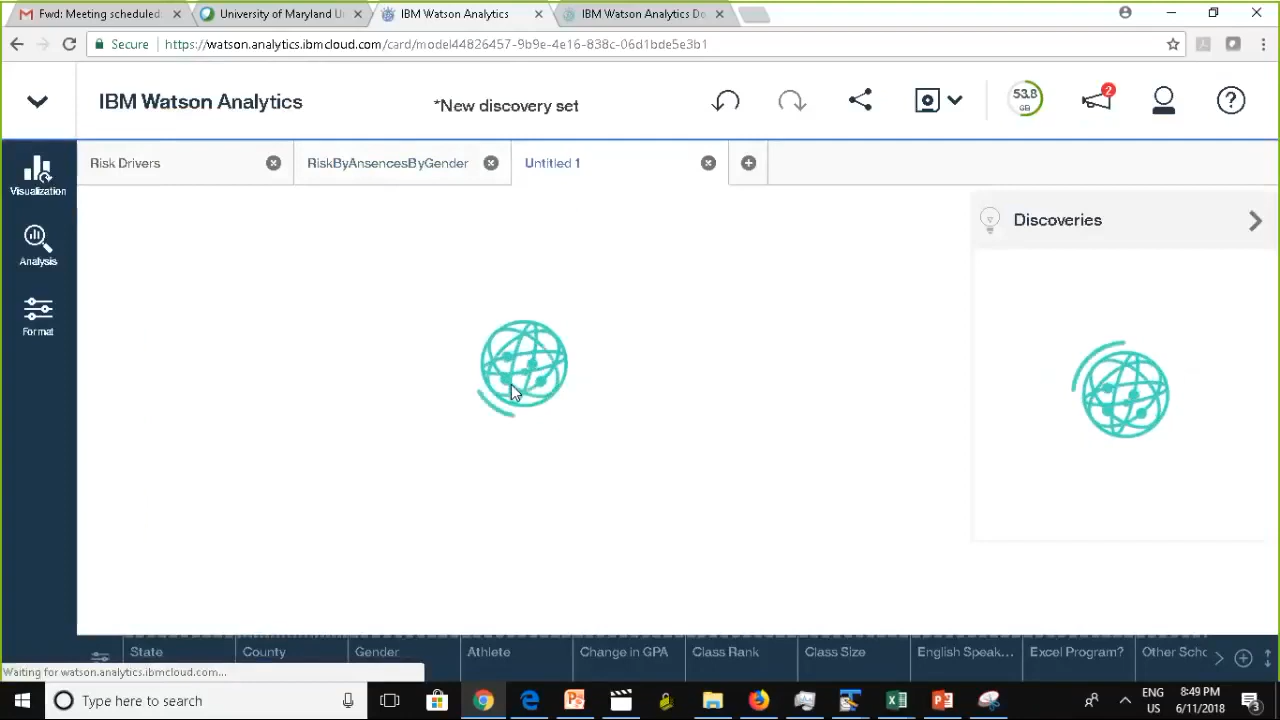 Fwd: Meeting scheduled:
University of Maryland U
IBM Watson Analytics
IBM Watson Analytics Do
Secure
https://watson.analytics.ibmcloud.com/card/model44826457-9b9e-4e16-838c-06d1bde5e3b1
IBM Watson Analytics
*New discovery set
53.8
GB
2
Risk Drivers
RiskByAnsencesByGender
Untitled 1
Visualization
Analysis
Format
Discoveries
State
County
Gender
Athlete
Change in GPA
Class Rank
Class Size
English Speak...
Excel Program?
Other Scho
Waiting for watson.analytics.ibmcloud.com...
Type here to search
ENG
US
8:49 PM
6/11/2018
3